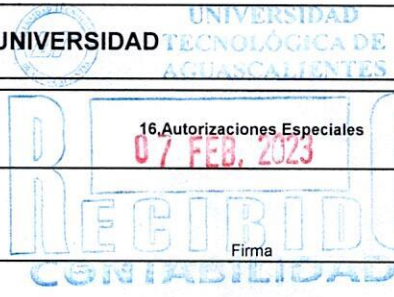 UNIVERSIDAD
UNIVERSIDAD TECNOLÓGICA DE
AGUASCALIENTES
16,Autorizaciones Especiales
07 FEB, 2023
RECIBIDO
Firma
CONTABILIDAD